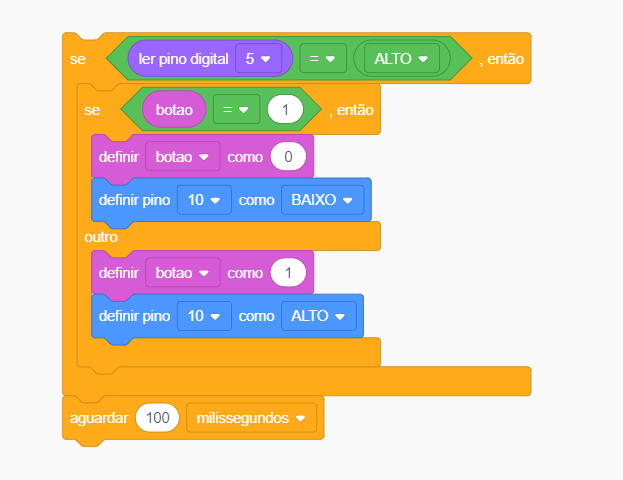 se ler pino digital 5 = ALTO , então
se botao = 1 , então
definir botao como 0
definir pino 10 como BAIXO
outro
definir botao como 1
definir pino 10 como ALTO
aguardar 100 milissegundos